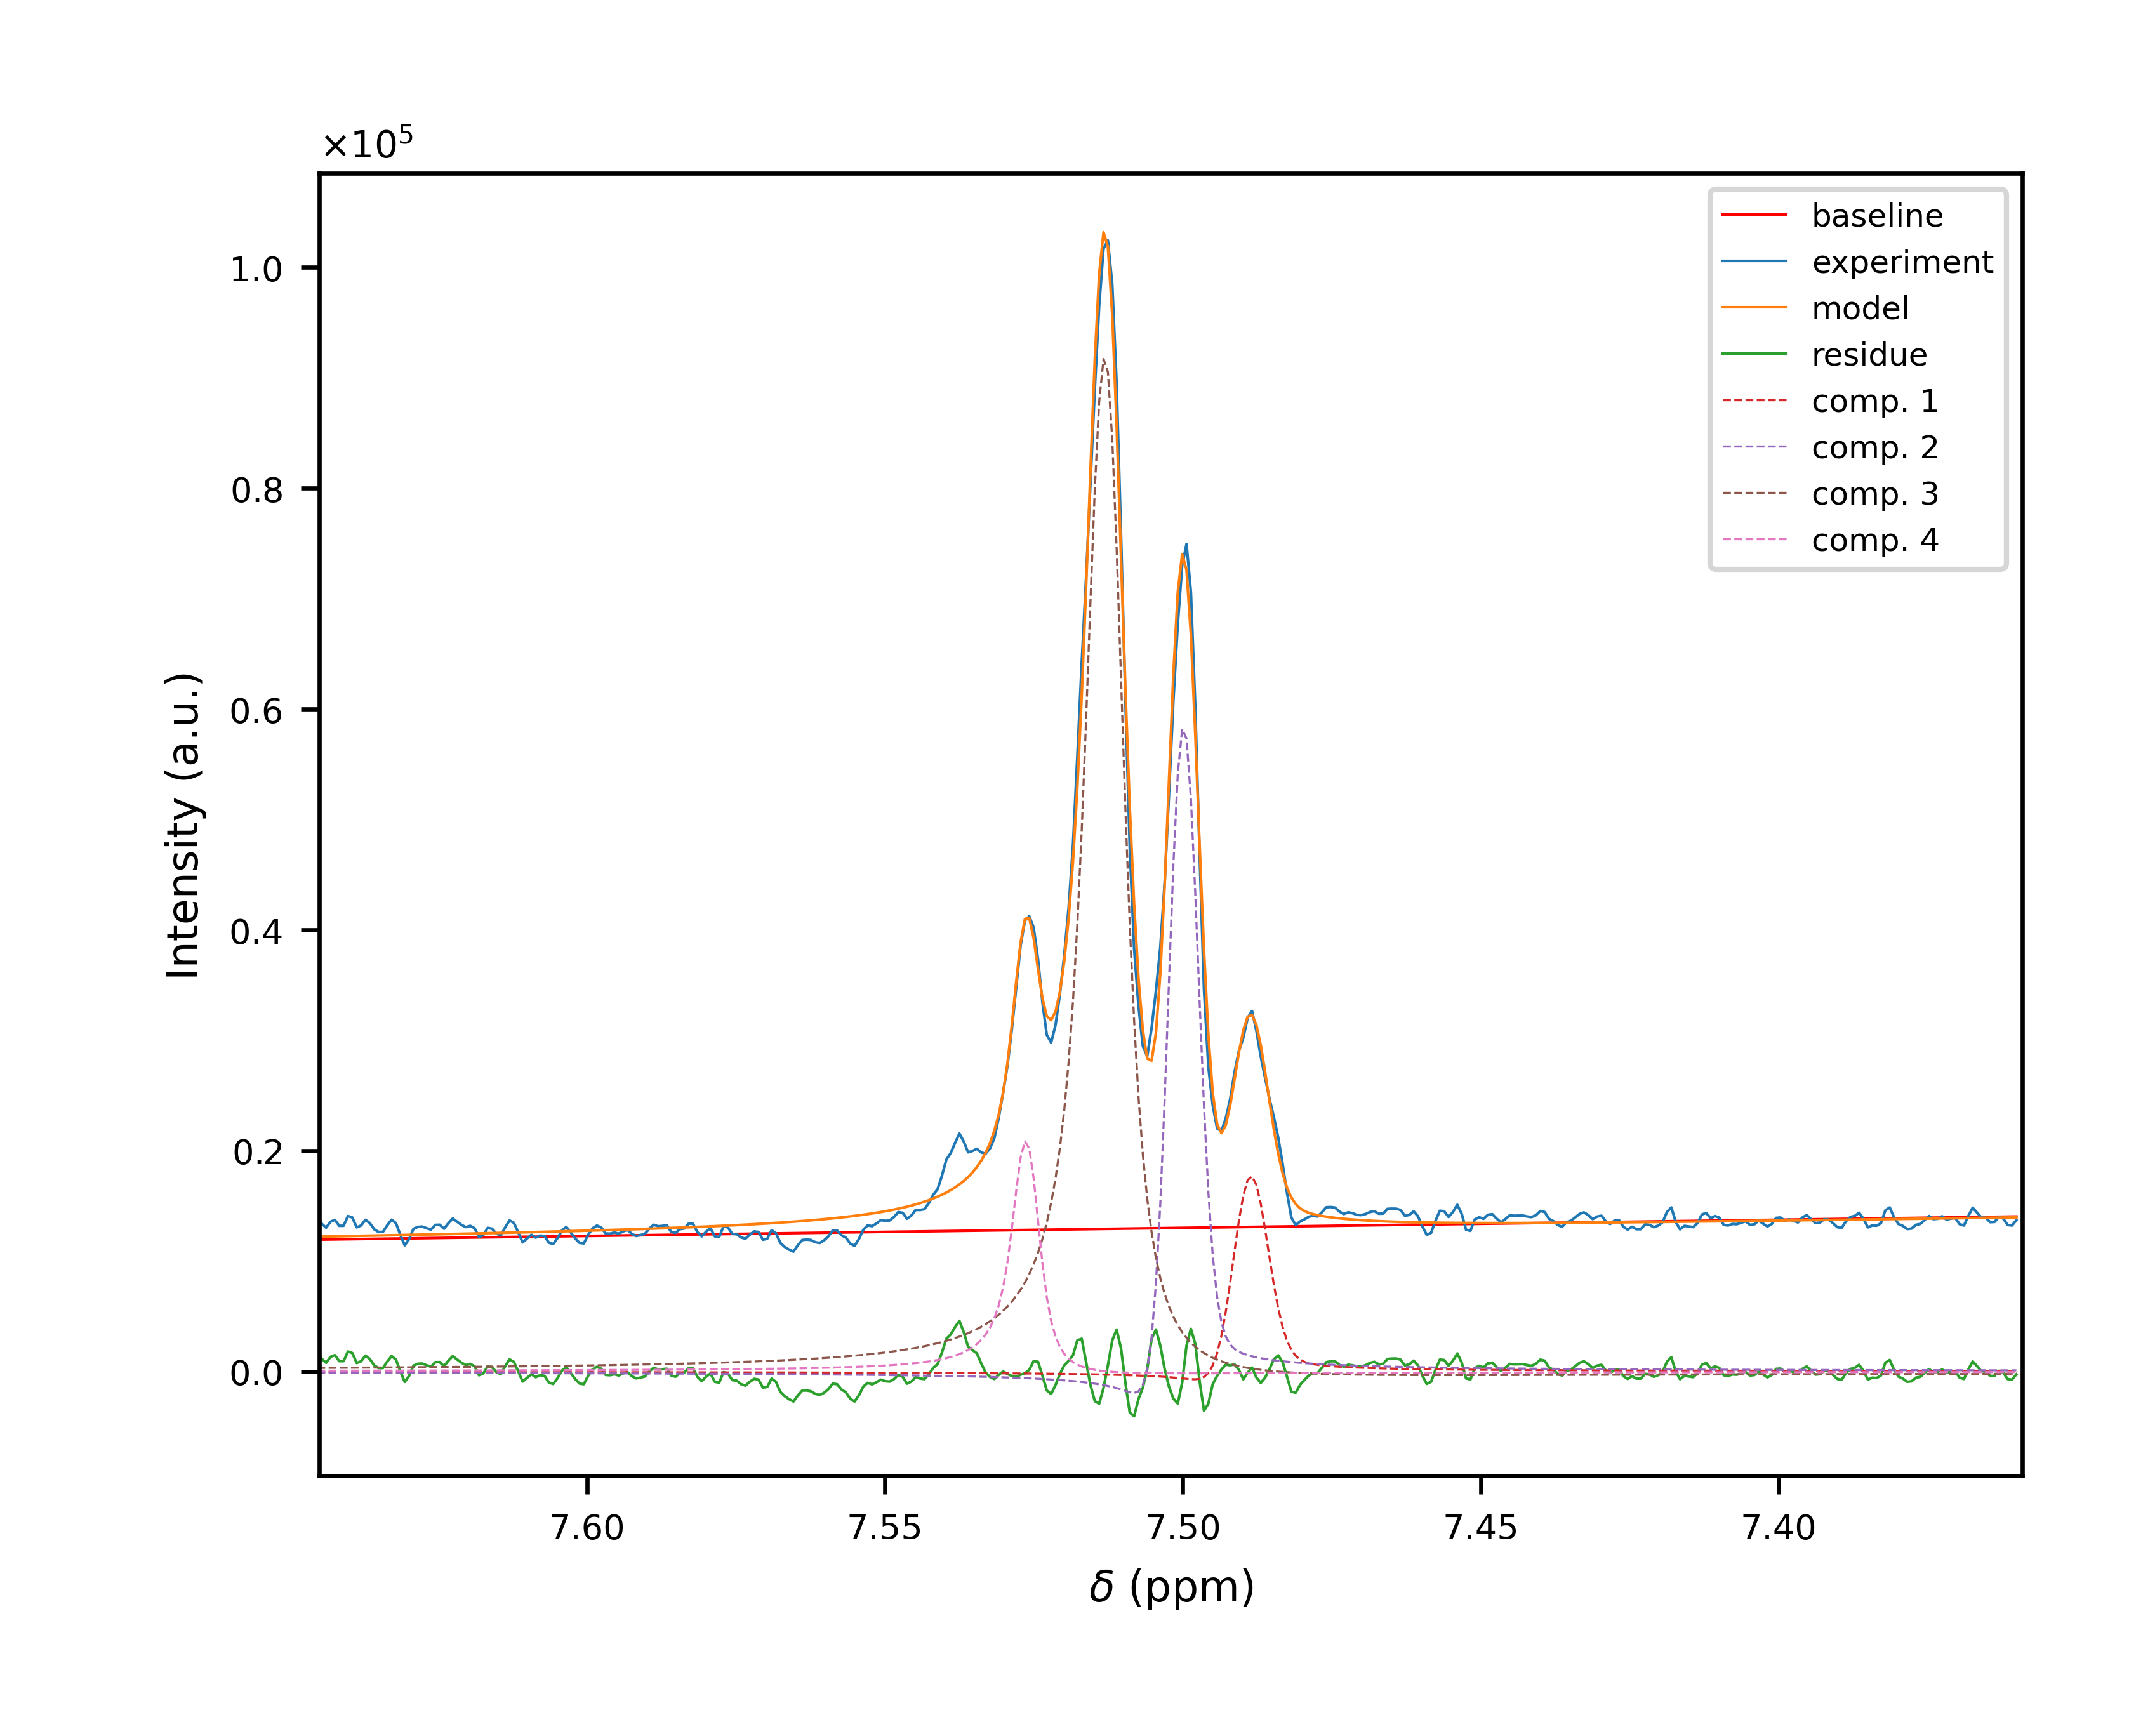 ×10⁵
1.0
0.8
0.6
0.4
0.2
0.0
Intensity (a.u.)
7.60
7.55
7.50
7.45
7.40
δ (ppm)
baseline
experiment
model
residue
comp. 1
comp. 2
comp. 3
comp. 4